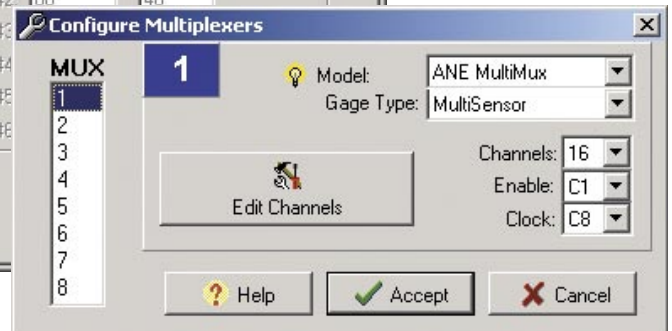 Configure Multiplexers
MUX
1
2
3
4
5
6
7
8
1
Model: ANE MultiMux
Gage Type: MultiSensor
Edit Channels
Channels: 16
Enable: C1
Clock: C8
? Help
Accept
Cancel